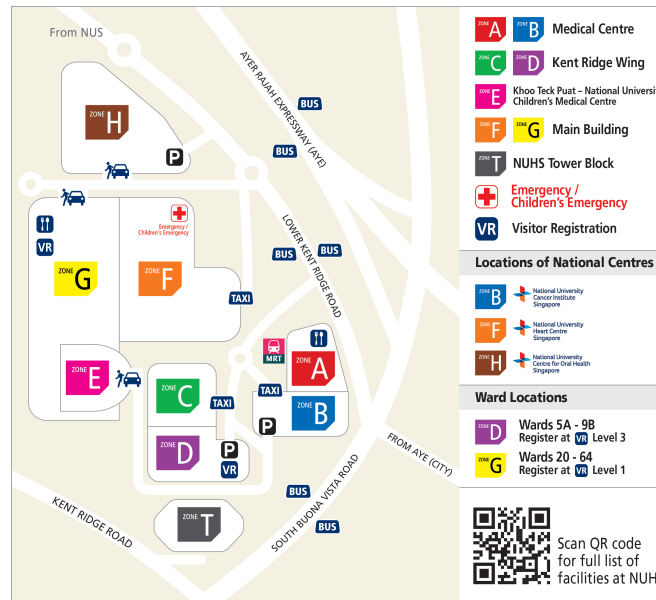 From NUS
AYER RAJAH EXPRESSWAY (AYE)
BUS
BUS
ZONE H
P
Emergency /
Children's Emergency
VR
ZONE G
ZONE F
LOWER KENT RIDGE ROAD
BUS
BUS
TAXI
MRT
ZONE A
ZONE E
ZONE C
TAXI
TAXI
ZONE B
P
ZONE D
P
VR
FROM AYE (CITY)
SOUTH BUONA VISTA ROAD
BUS
BUS
KENT RIDGE ROAD
ZONE T
ZONE A ZONE B Medical Centre
ZONE C ZONE D Kent Ridge Wing
ZONE E Khoo Teck Puat – National Universi
Children's Medical Centre
ZONE F ZONE G Main Building
ZONE T NUHS Tower Block
Emergency /
Children's Emergency
VR Visitor Registration
Locations of National Centres
ZONE B National University
Cancer Institute
Singapore
ZONE F National University
Heart Centre
Singapore
ZONE H National University
Centre for Oral Health
Singapore
Ward Locations
ZONE D Wards 5A - 9B
Register at VR Level 3
ZONE G Wards 20 - 64
Register at VR Level 1
Scan QR code
for full list of
facilities at NUH